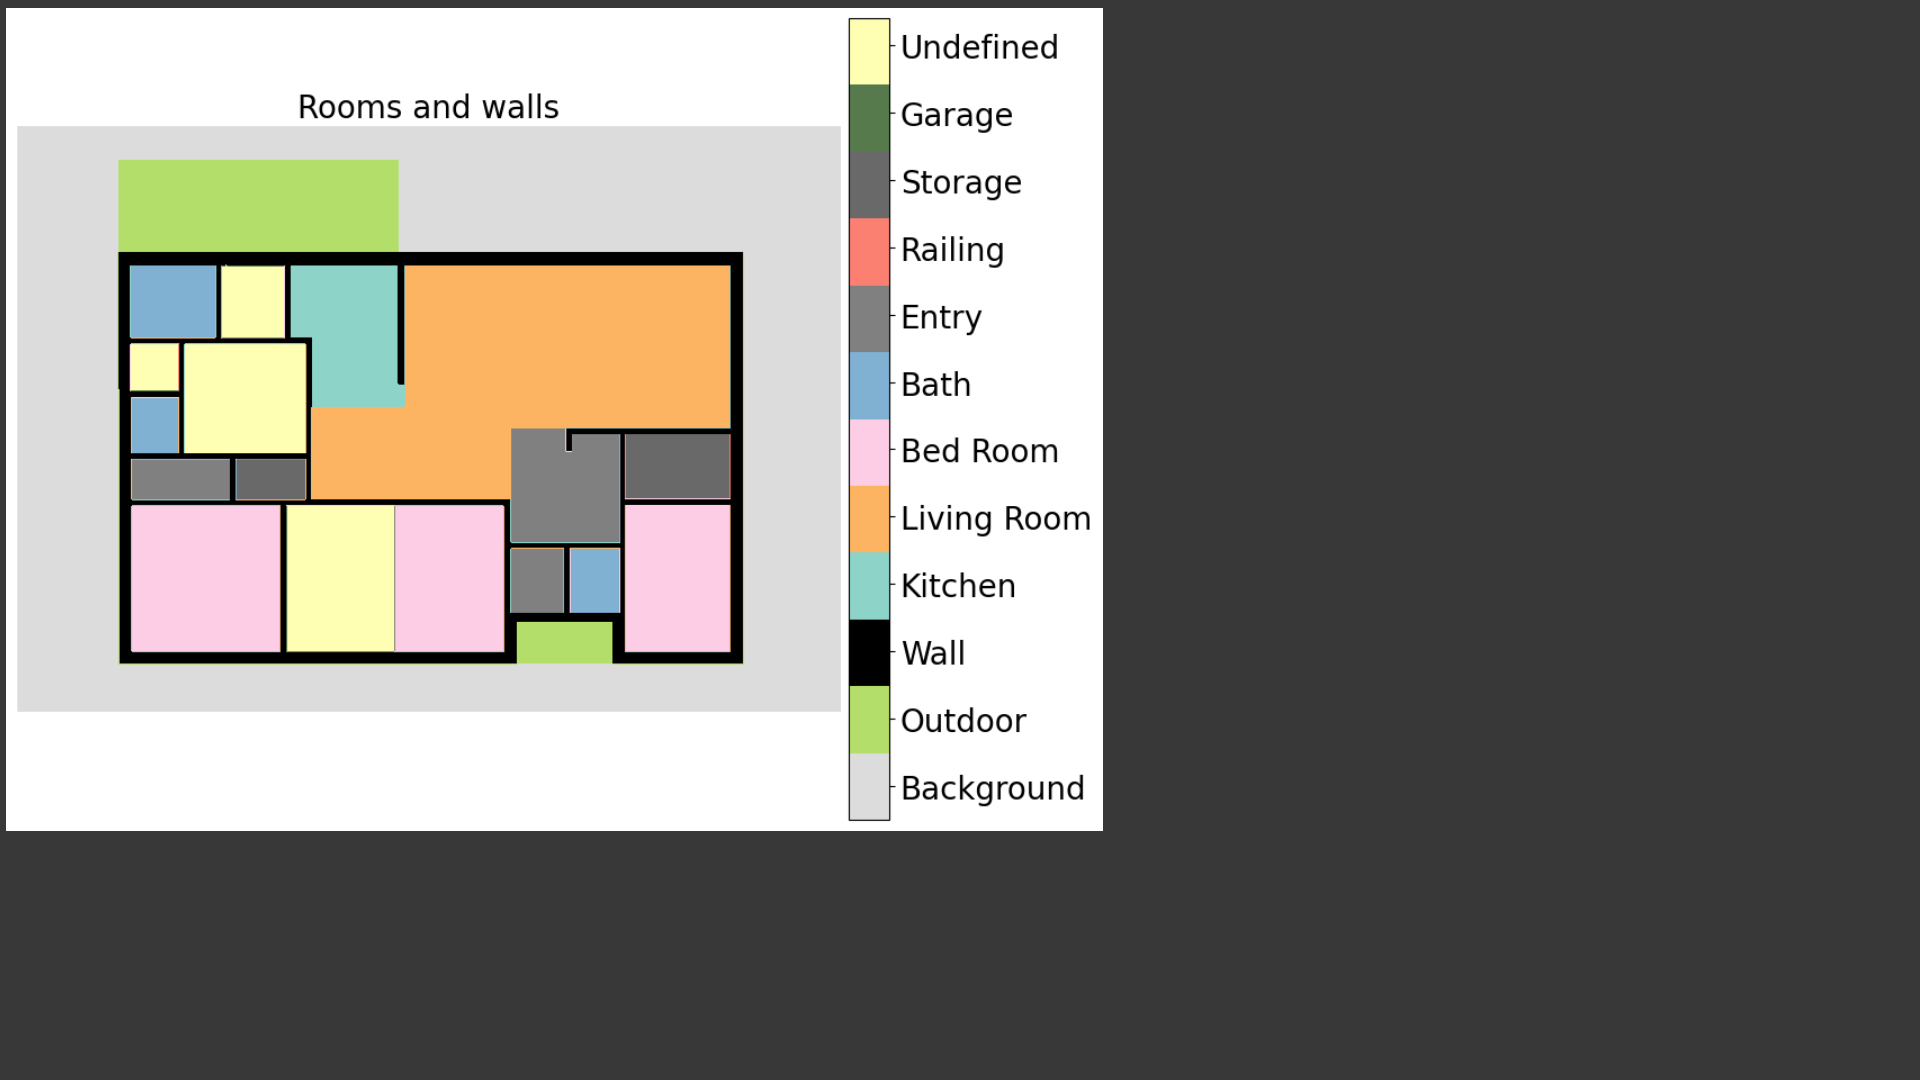 Rooms and walls
Undefined
Garage
Storage
Railing
Entry
Bath
Bed Room
Living Room
Kitchen
Wall
Outdoor
Background